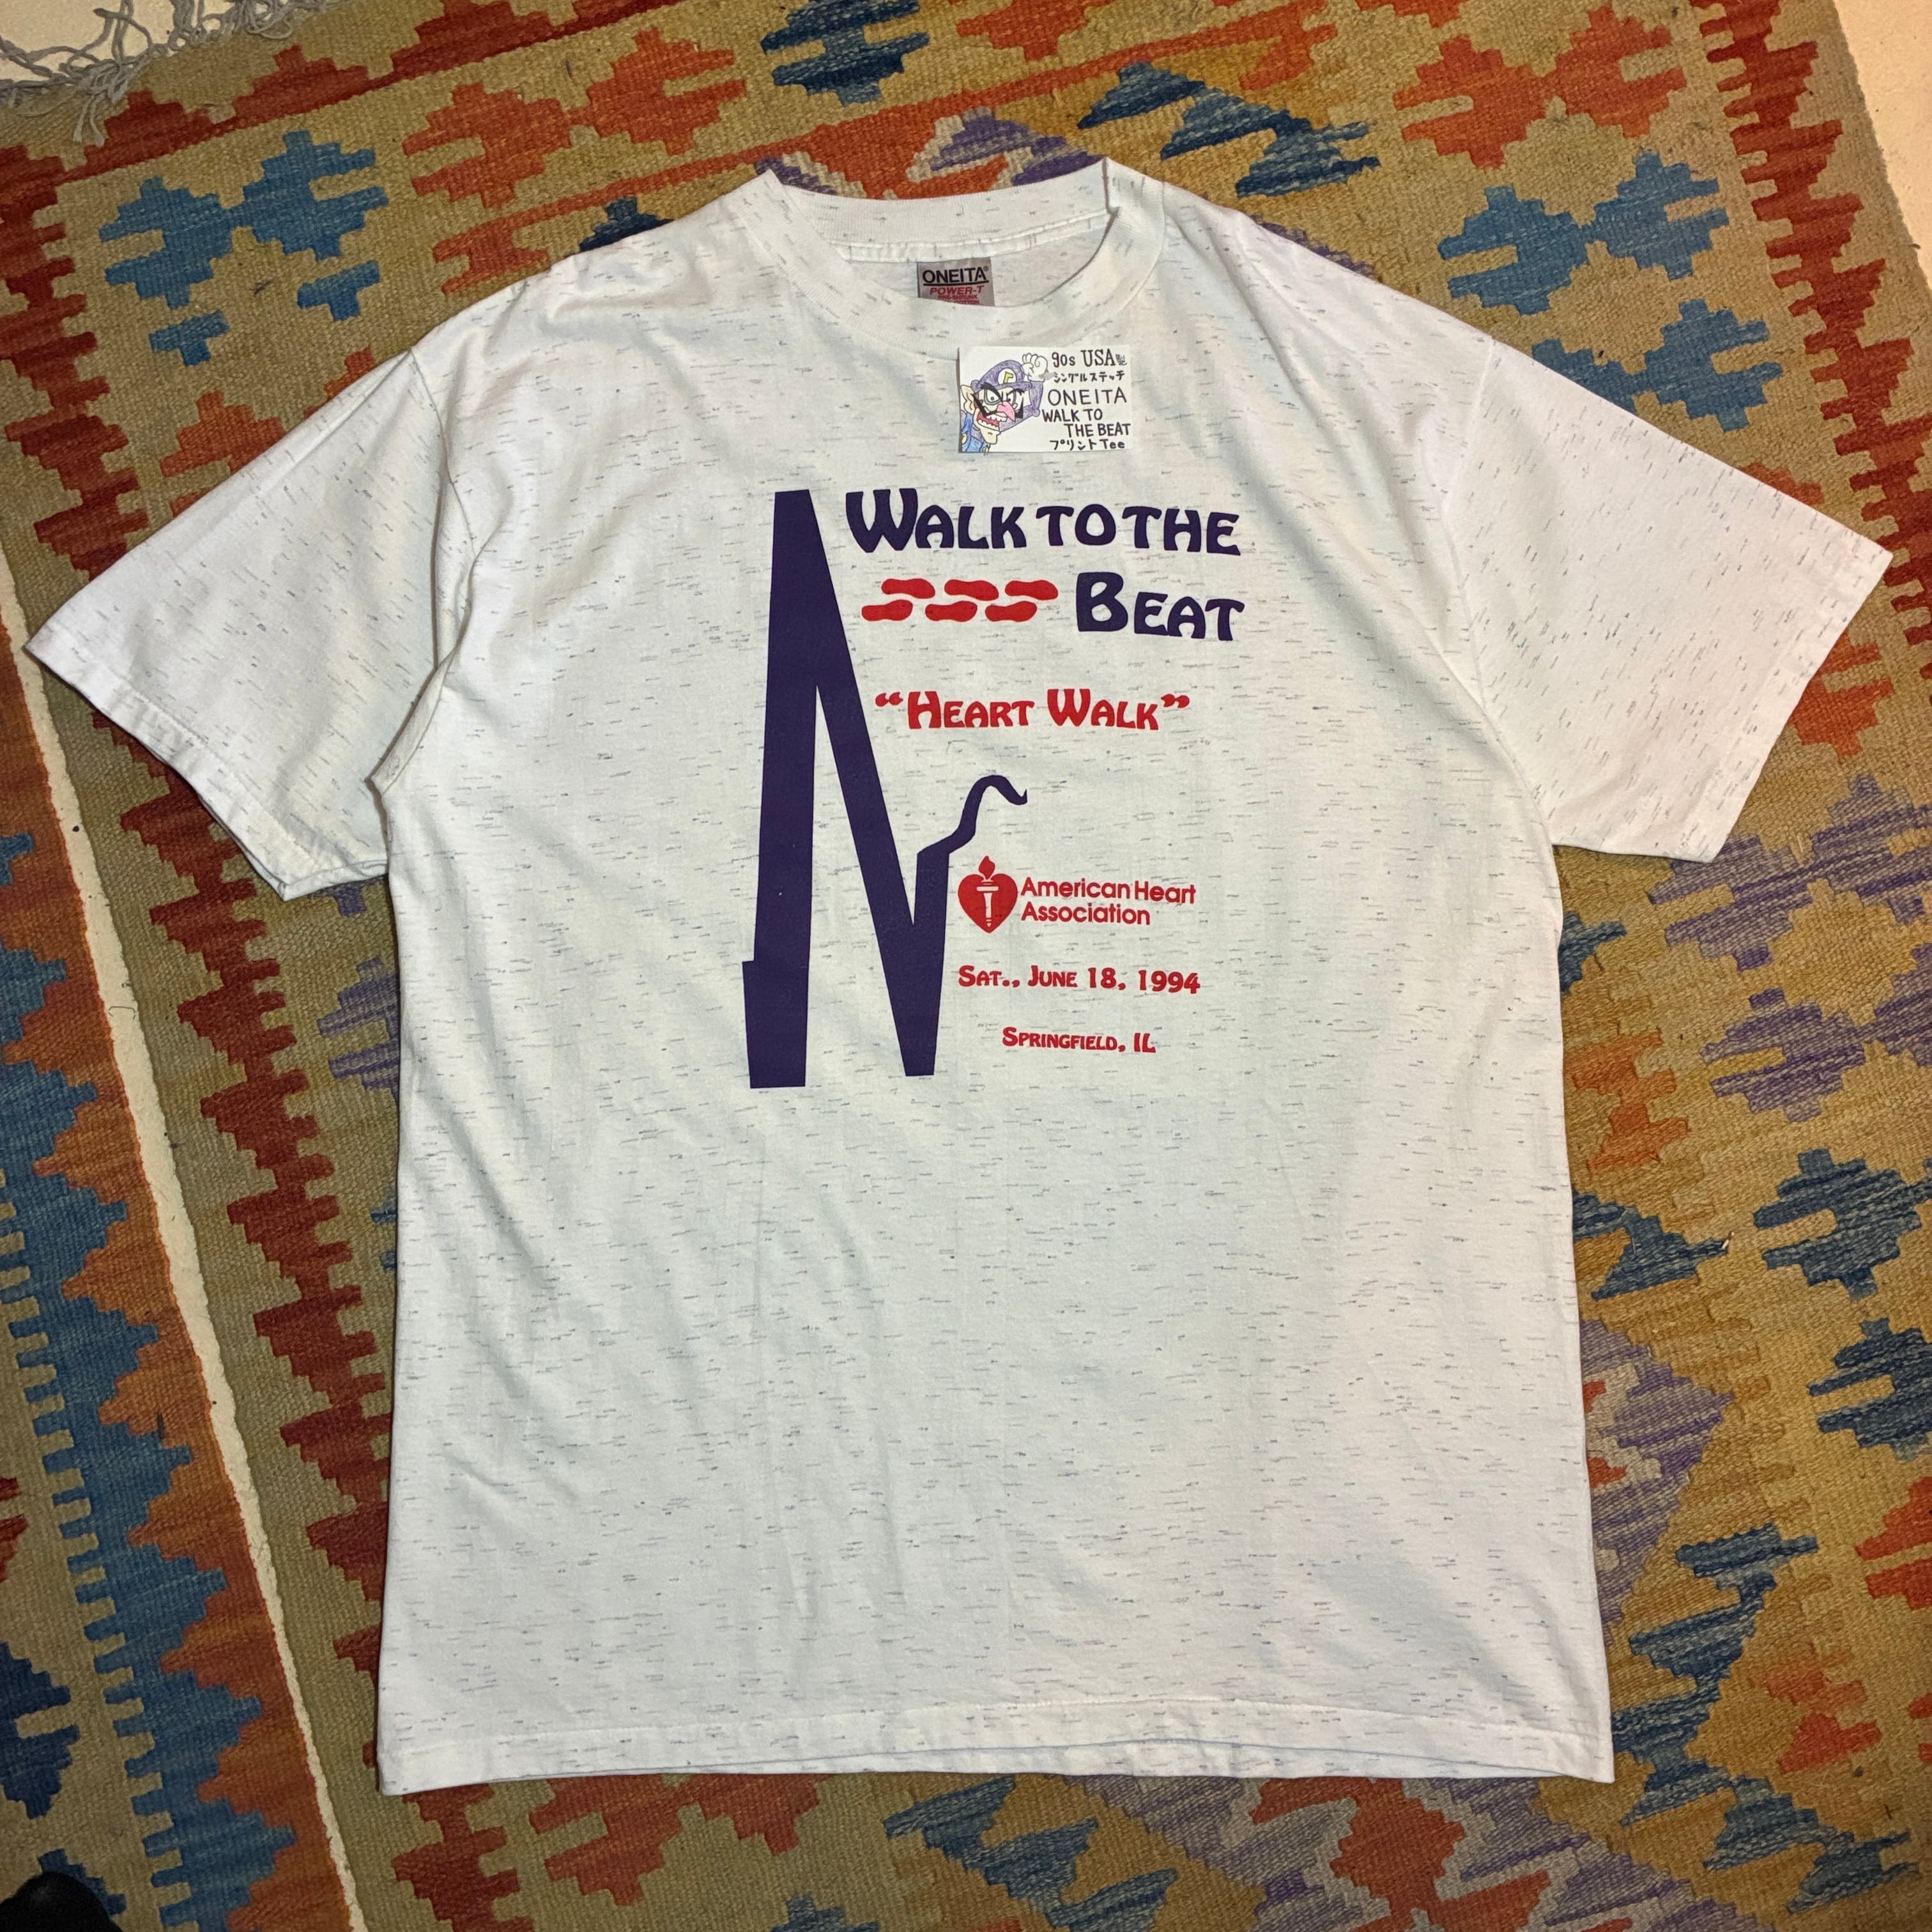 ONEITA®
POWER-T
90s USA製
シングルステッチ
ONEITA
WALK TO
THE BEAT
プリントTee
WALK TO THE
BEAT
“HEART WALK”
American Heart
Association
SAT., JUNE 18, 1994
SPRINGFIELD, IL